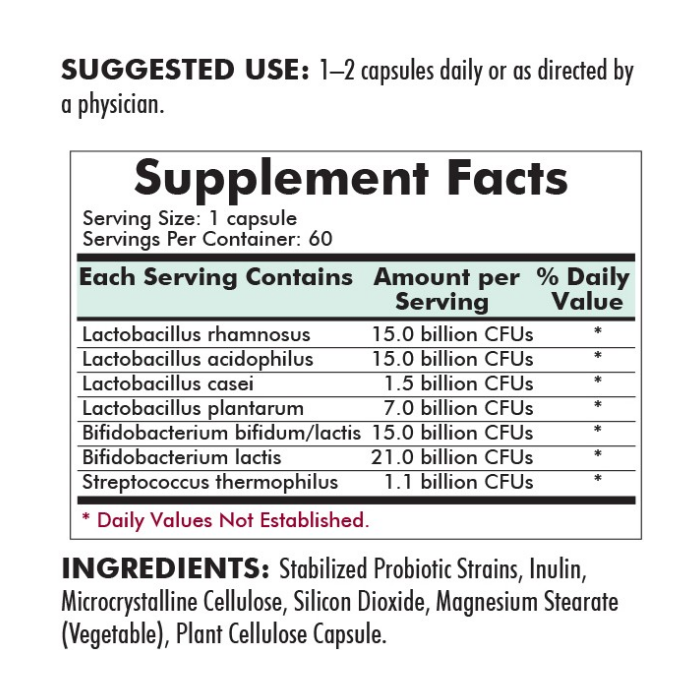 SUGGESTED USE: 1–2 capsules daily or as directed by
a physician.
Supplement Facts
Serving Size: 1 capsule
Servings Per Container: 60
Each Serving Contains Amount per Serving % Daily Value
Lactobacillus rhamnosus 15.0 billion CFUs *
Lactobacillus acidophilus 15.0 billion CFUs *
Lactobacillus casei 1.5 billion CFUs *
Lactobacillus plantarum 7.0 billion CFUs *
Bifidobacterium bifidum/lactis 15.0 billion CFUs *
Bifidobacterium lactis 21.0 billion CFUs *
Streptococcus thermophilus 1.1 billion CFUs *
* Daily Values Not Established.
INGREDIENTS: Stabilized Probiotic Strains, Inulin,
Microcrystalline Cellulose, Silicon Dioxide, Magnesium Stearate
(Vegetable), Plant Cellulose Capsule.